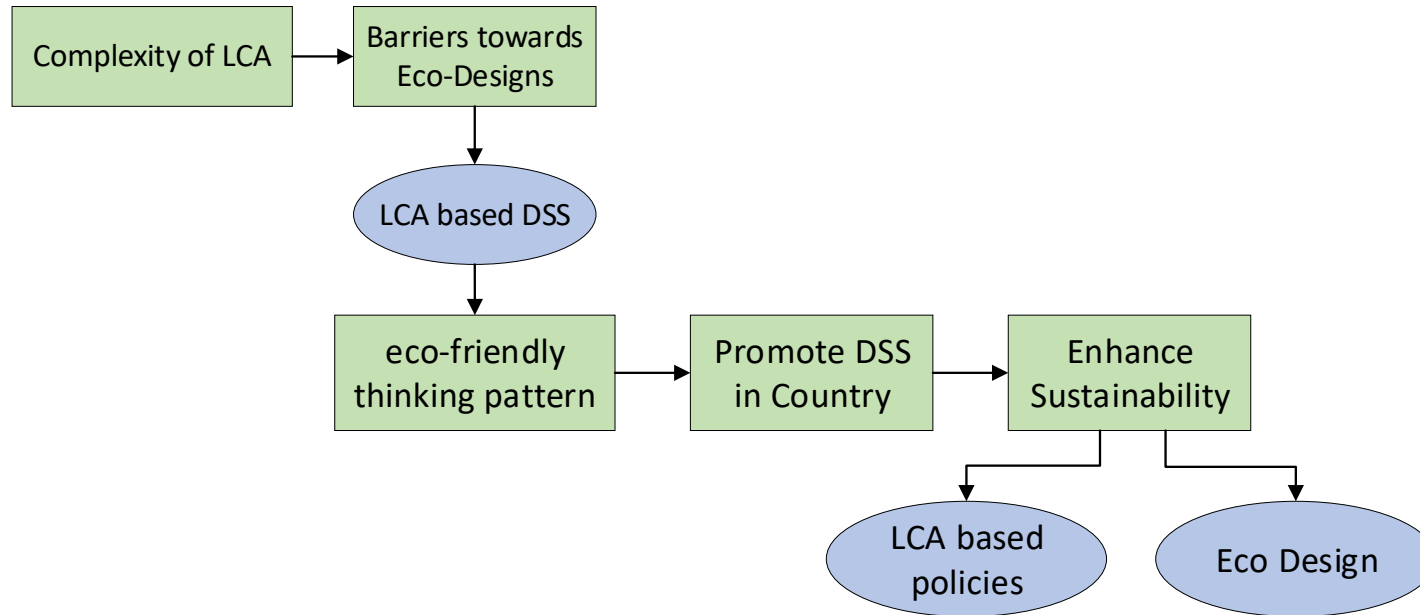 Complexity of LCA
Barriers towards
Eco-Designs
LCA based DSS
eco-friendly
thinking pattern
Promote DSS
in Country
Enhance
Sustainability
LCA based
policies
Eco Design